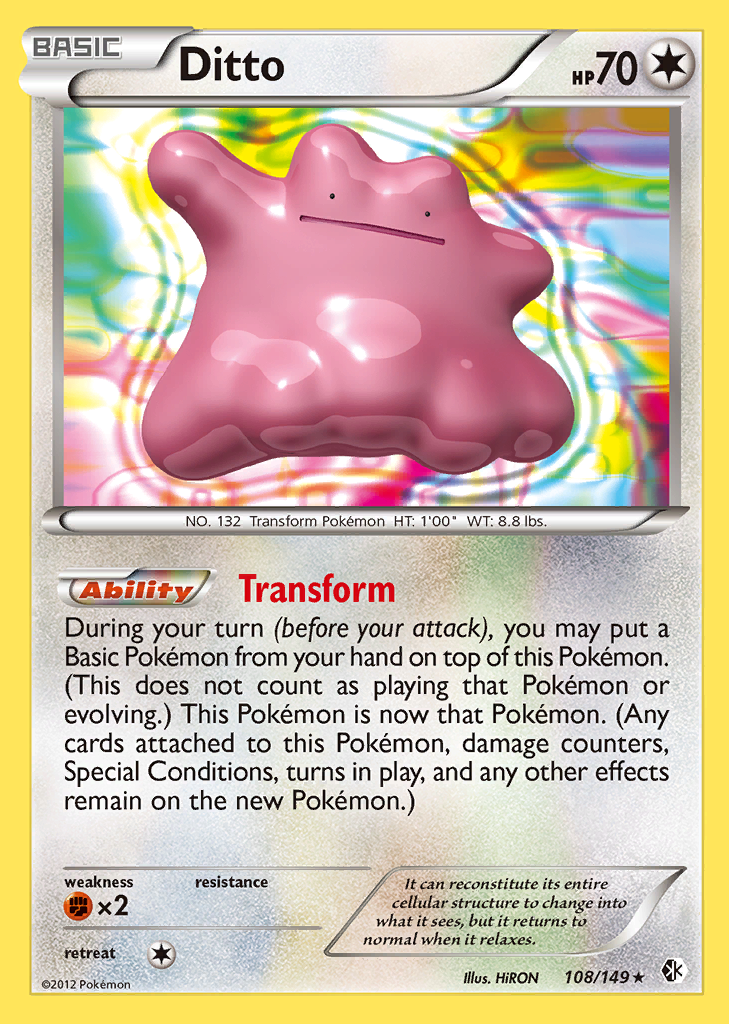 BASIC Ditto HP70
NO. 132 Transform Pokémon HT: 1'00" WT: 8.8 lbs.
Ability Transform
During your turn (before your attack), you may put a
Basic Pokémon from your hand on top of this Pokémon.
(This does not count as playing that Pokémon or
evolving.) This Pokémon is now that Pokémon. (Any
cards attached to this Pokémon, damage counters,
Special Conditions, turns in play, and any other effects
remain on the new Pokémon.)
weakness resistance
×2
retreat
It can reconstitute its entire
cellular structure to change into
what it sees, but it returns to
normal when it relaxes.
©2012 Pokémon Illus. HiRON 108/149★